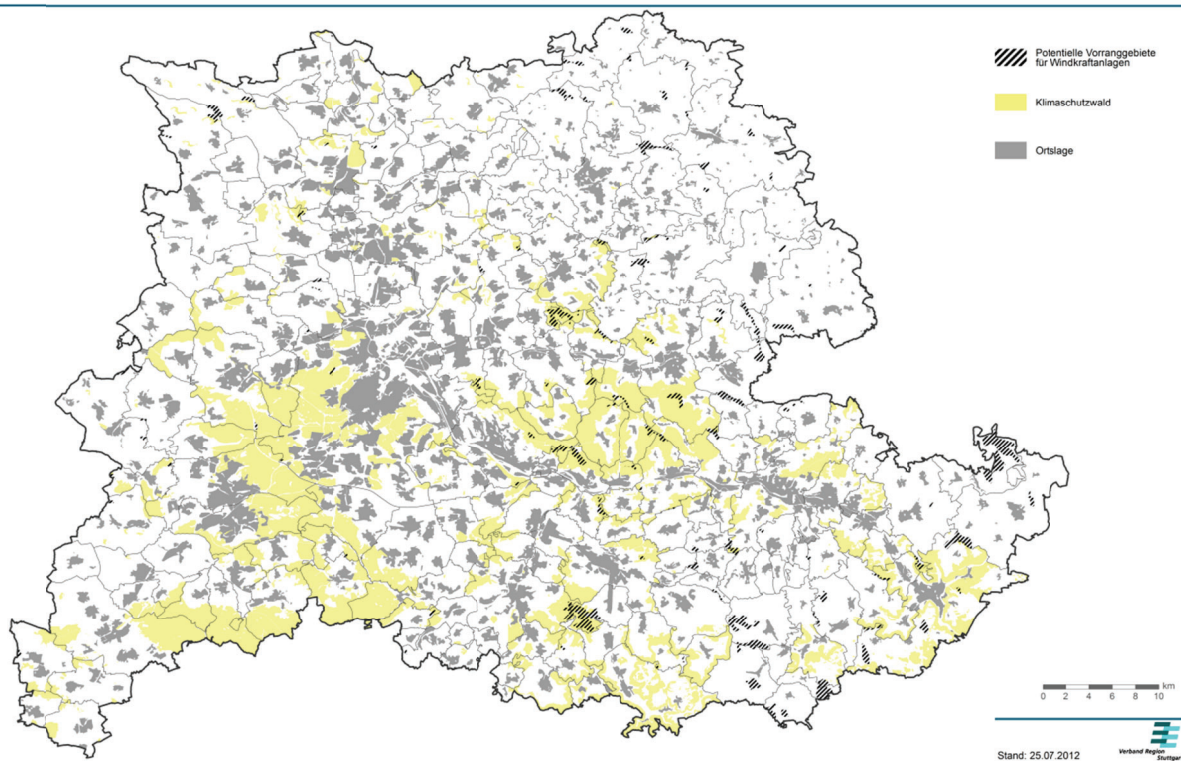 Potentielle Vorranggebiete
für Windkraftanlagen
Klimaschutzwald
Ortslage
km
0 2 4 6 8 10
Stand: 25.07.2012
Verband Region
Stuttgart